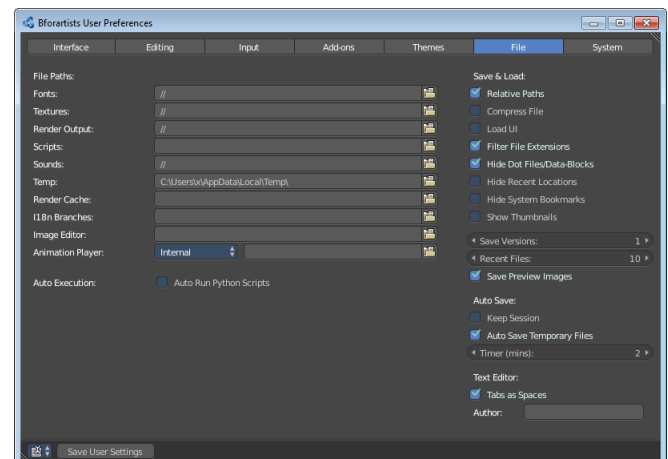 Bforartists User Preferences
Interface Editing Input Add-ons Themes File System
File Paths:
Fonts: //
Textures: //
Render Output: //
Scripts:
Sounds: //
Temp: C:\Users\x\AppData\Local\Temp\
Render Cache:
I18n Branches:
Image Editor:
Animation Player: Internal
Auto Execution: Auto Run Python Scripts
Save & Load:
Relative Paths
Compress File
Load UI
Filter File Extensions
Hide Dot Files/Data-Blocks
Hide Recent Locations
Hide System Bookmarks
Show Thumbnails
Save Versions: 1
Recent Files: 10
Save Preview Images
Auto Save:
Keep Session
Auto Save Temporary Files
Timer (mins): 2
Text Editor:
Tabs as Spaces
Author:
Save User Settings